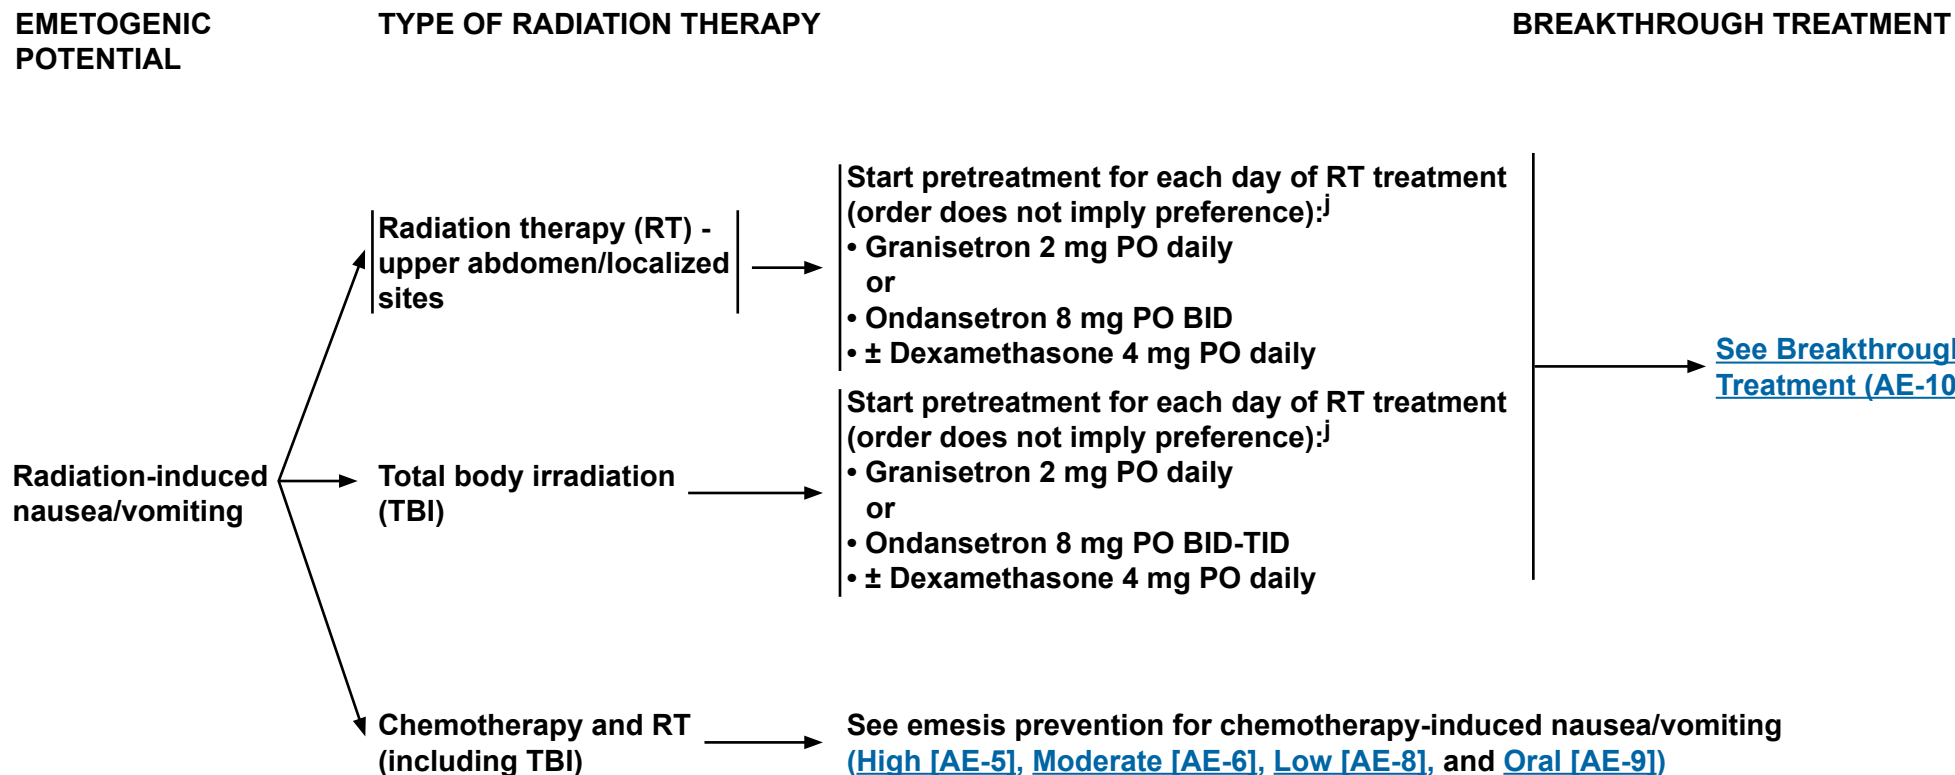 EMETOGENIC
POTENTIAL
TYPE OF RADIATION THERAPY
BREAKTHROUGH TREATMENT
Radiation-induced
nausea/vomiting
Radiation therapy (RT) -
upper abdomen/localized
sites
Start pretreatment for each day of RT treatment
(order does not imply preference):j
• Granisetron 2 mg PO daily
or
• Ondansetron 8 mg PO BID
• ± Dexamethasone 4 mg PO daily
Total body irradiation
(TBI)
Start pretreatment for each day of RT treatment
(order does not imply preference):j
• Granisetron 2 mg PO daily
or
• Ondansetron 8 mg PO BID-TID
• ± Dexamethasone 4 mg PO daily
See Breakthrough
Treatment (AE-10
Chemotherapy and RT
(including TBI)
See emesis prevention for chemotherapy-induced nausea/vomiting
(High [AE-5], Moderate [AE-6], Low [AE-8], and Oral [AE-9])